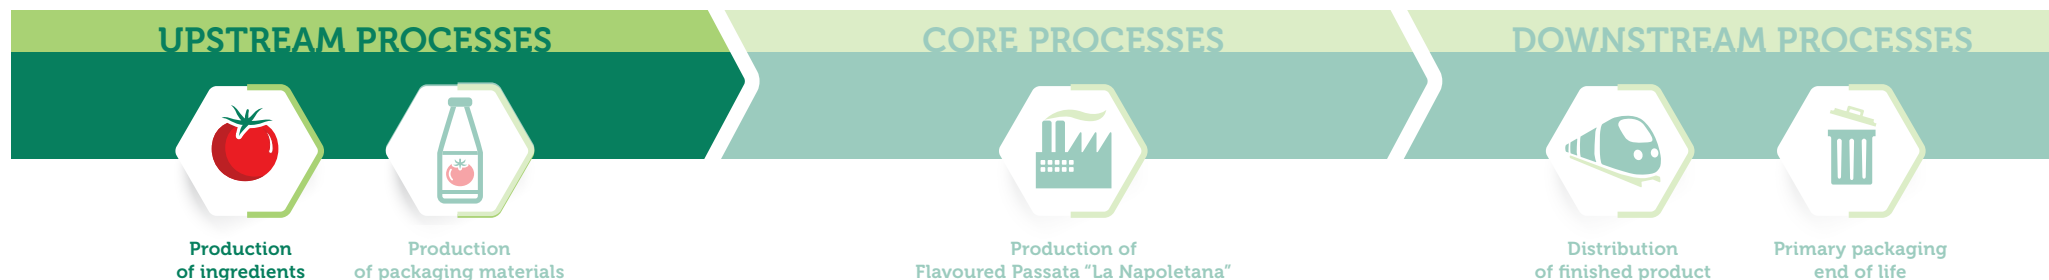 UPSTREAM PROCESSES
CORE PROCESSES
DOWNSTREAM PROCESSES
Production
of ingredients
Production
of packaging materials
Production of
Flavoured Passata “La Napoletana”
Distribution
of finished product
Primary packaging
end of life